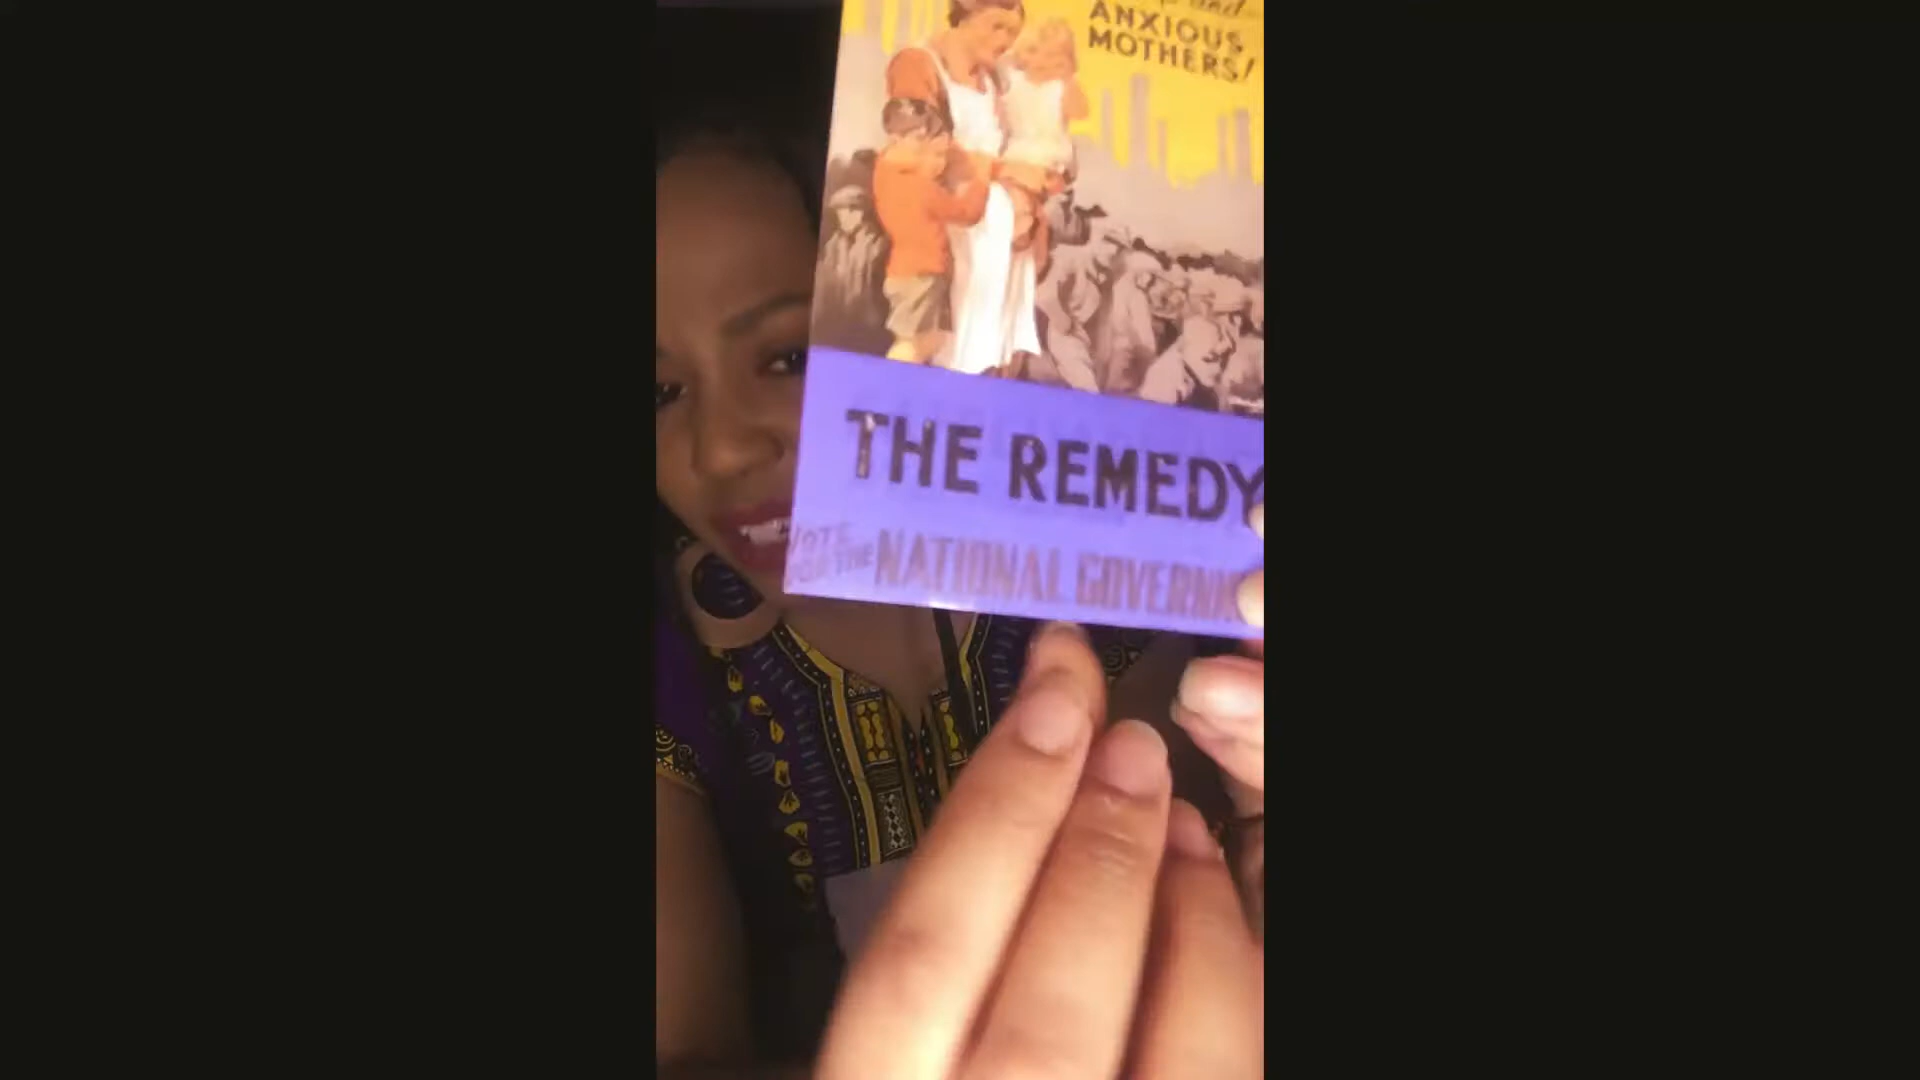 and
ANXIOUS
MOTHERS!
THE REMEDY
VOTE
FOR THE NATIONAL GOVERNM